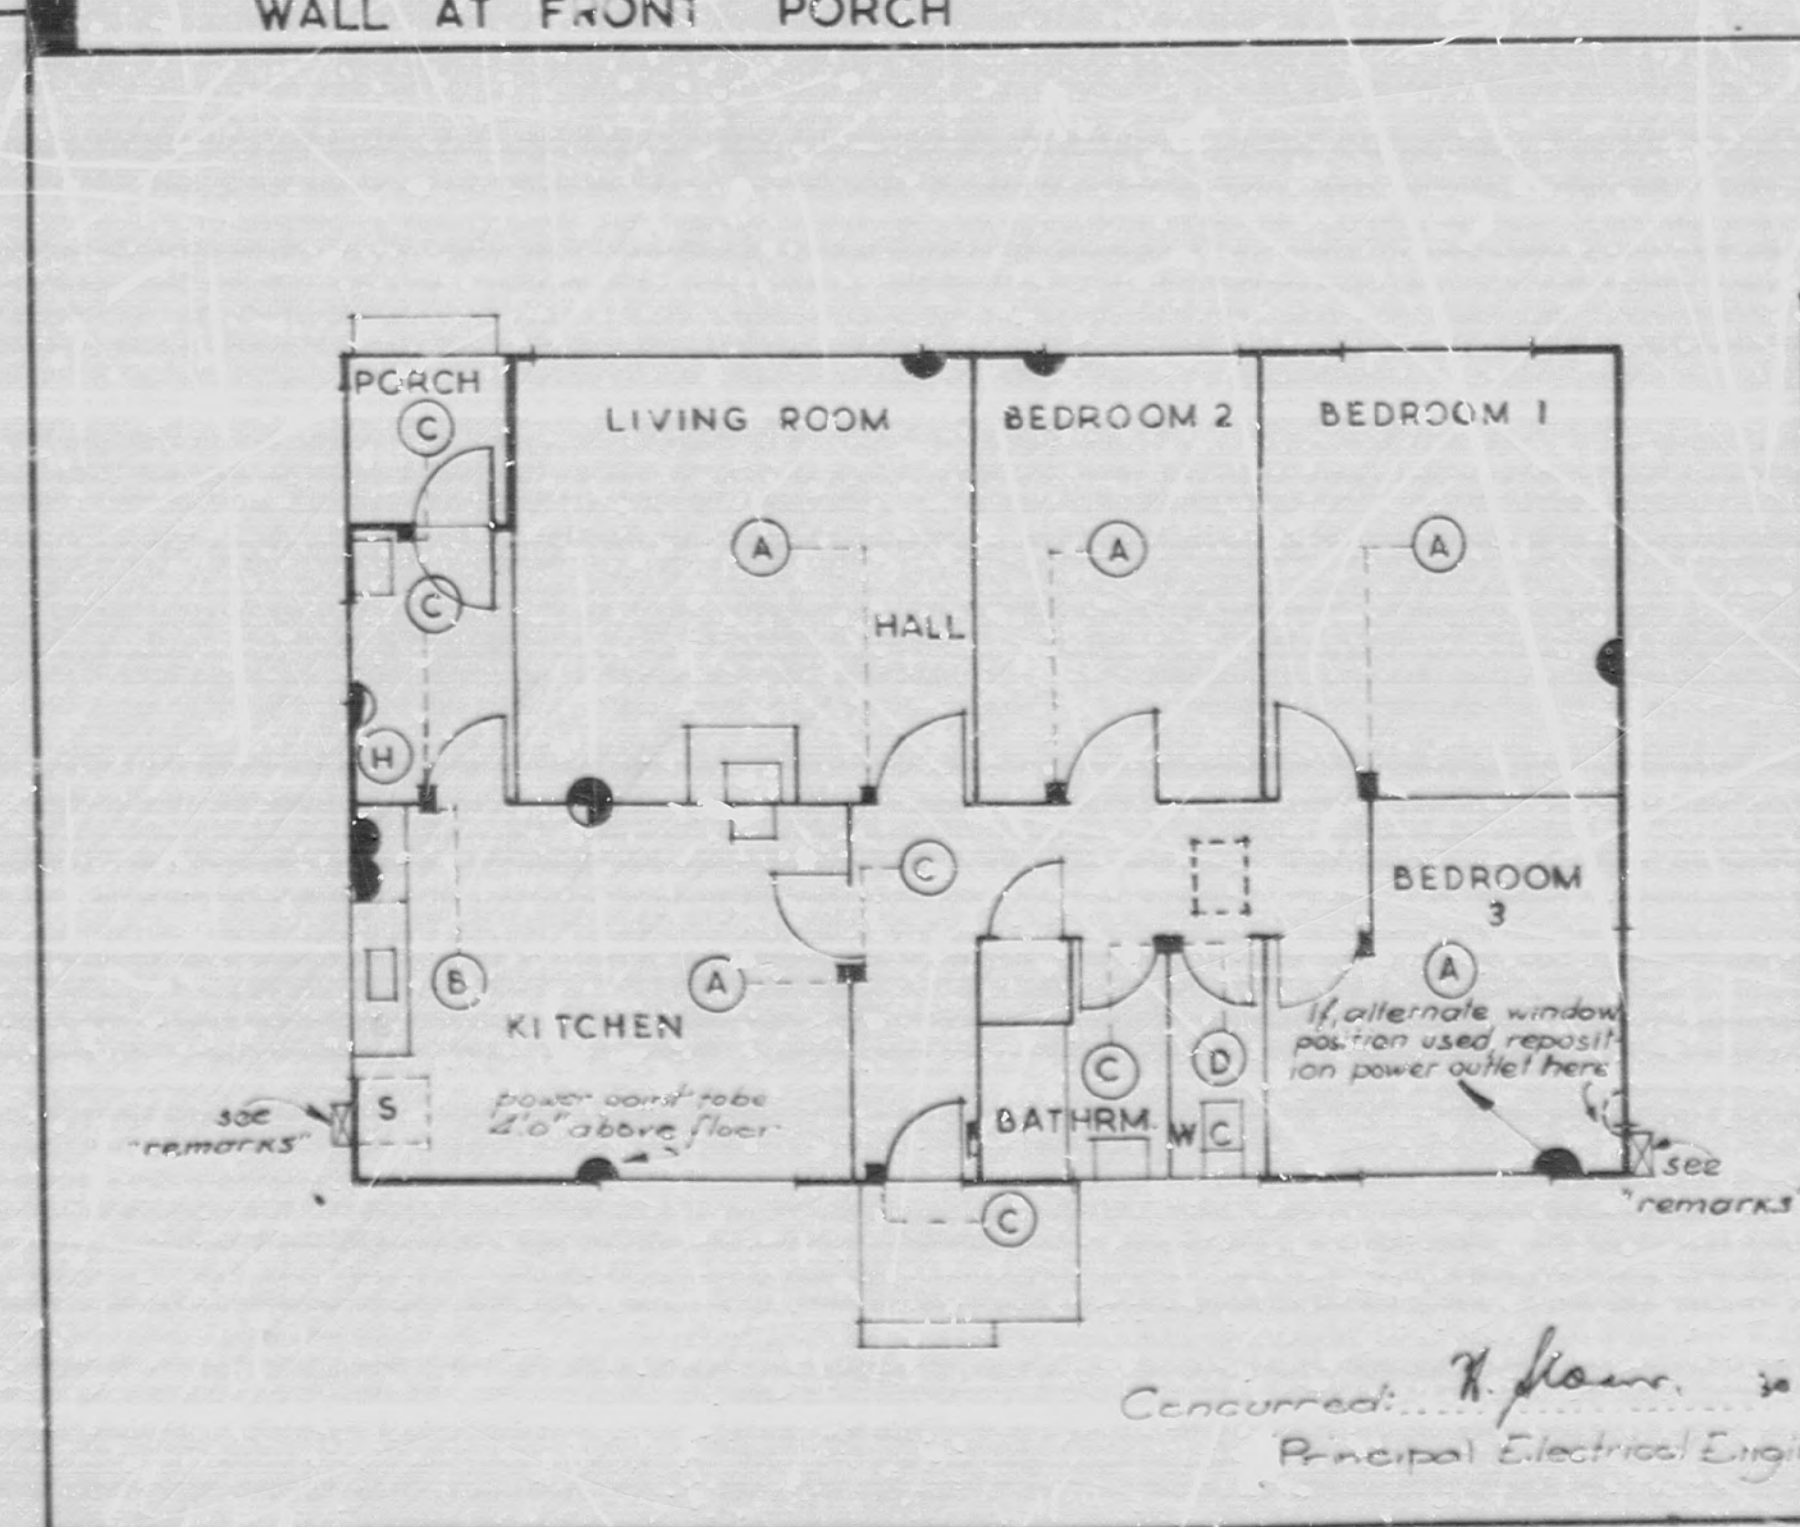 WALL AT FRONT PORCH
PORCH
C
LIVING ROOM
BEDROOM 2
BEDROOM 1
A
A
A
C
HALL
H
C
BEDROOM
3
B
A
A
KITCHEN
If, alternate window
position used, reposit-
ion power outlet here
C
D
S
see
"remarks"
power point to be
4'.0" above floor
BATHRM.
W C
see
"remarks"
C
Concurred:
Principal Electrical